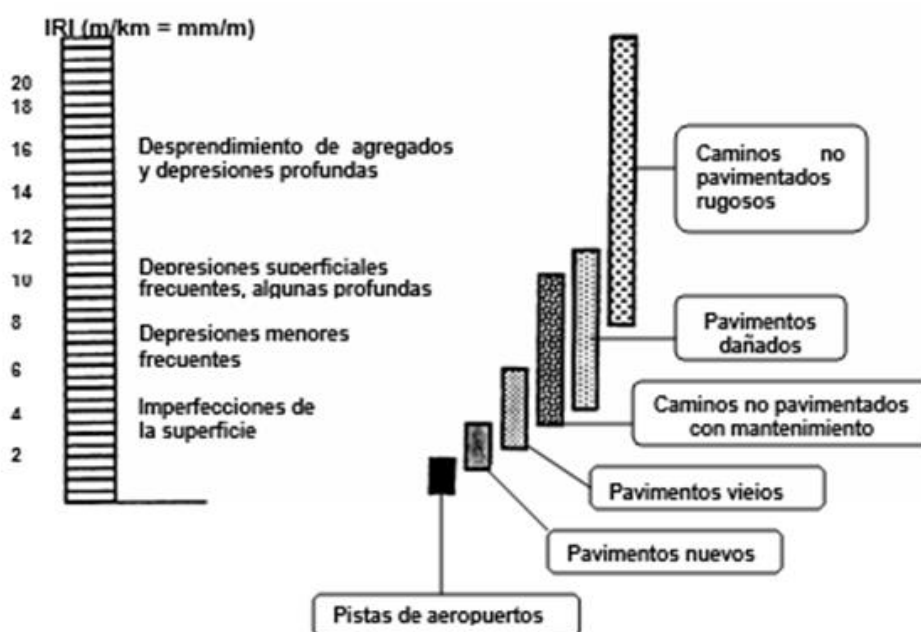 IRI (m/km = mm/m)
20
18
16
14
12
10
8
6
4
2
Desprendimiento de agregados
y depresiones profundas
Depresiones superficiales
frecuentes, algunas profundas
Depresiones menores
frecuentes
Imperfecciones de
la superficie
Caminos no
pavimentados
rugosos
Pavimentos
dañados
Caminos no pavimentados
con mantenimiento
Pavimentos vieios
Pavimentos nuevos
Pistas de aeropuertos